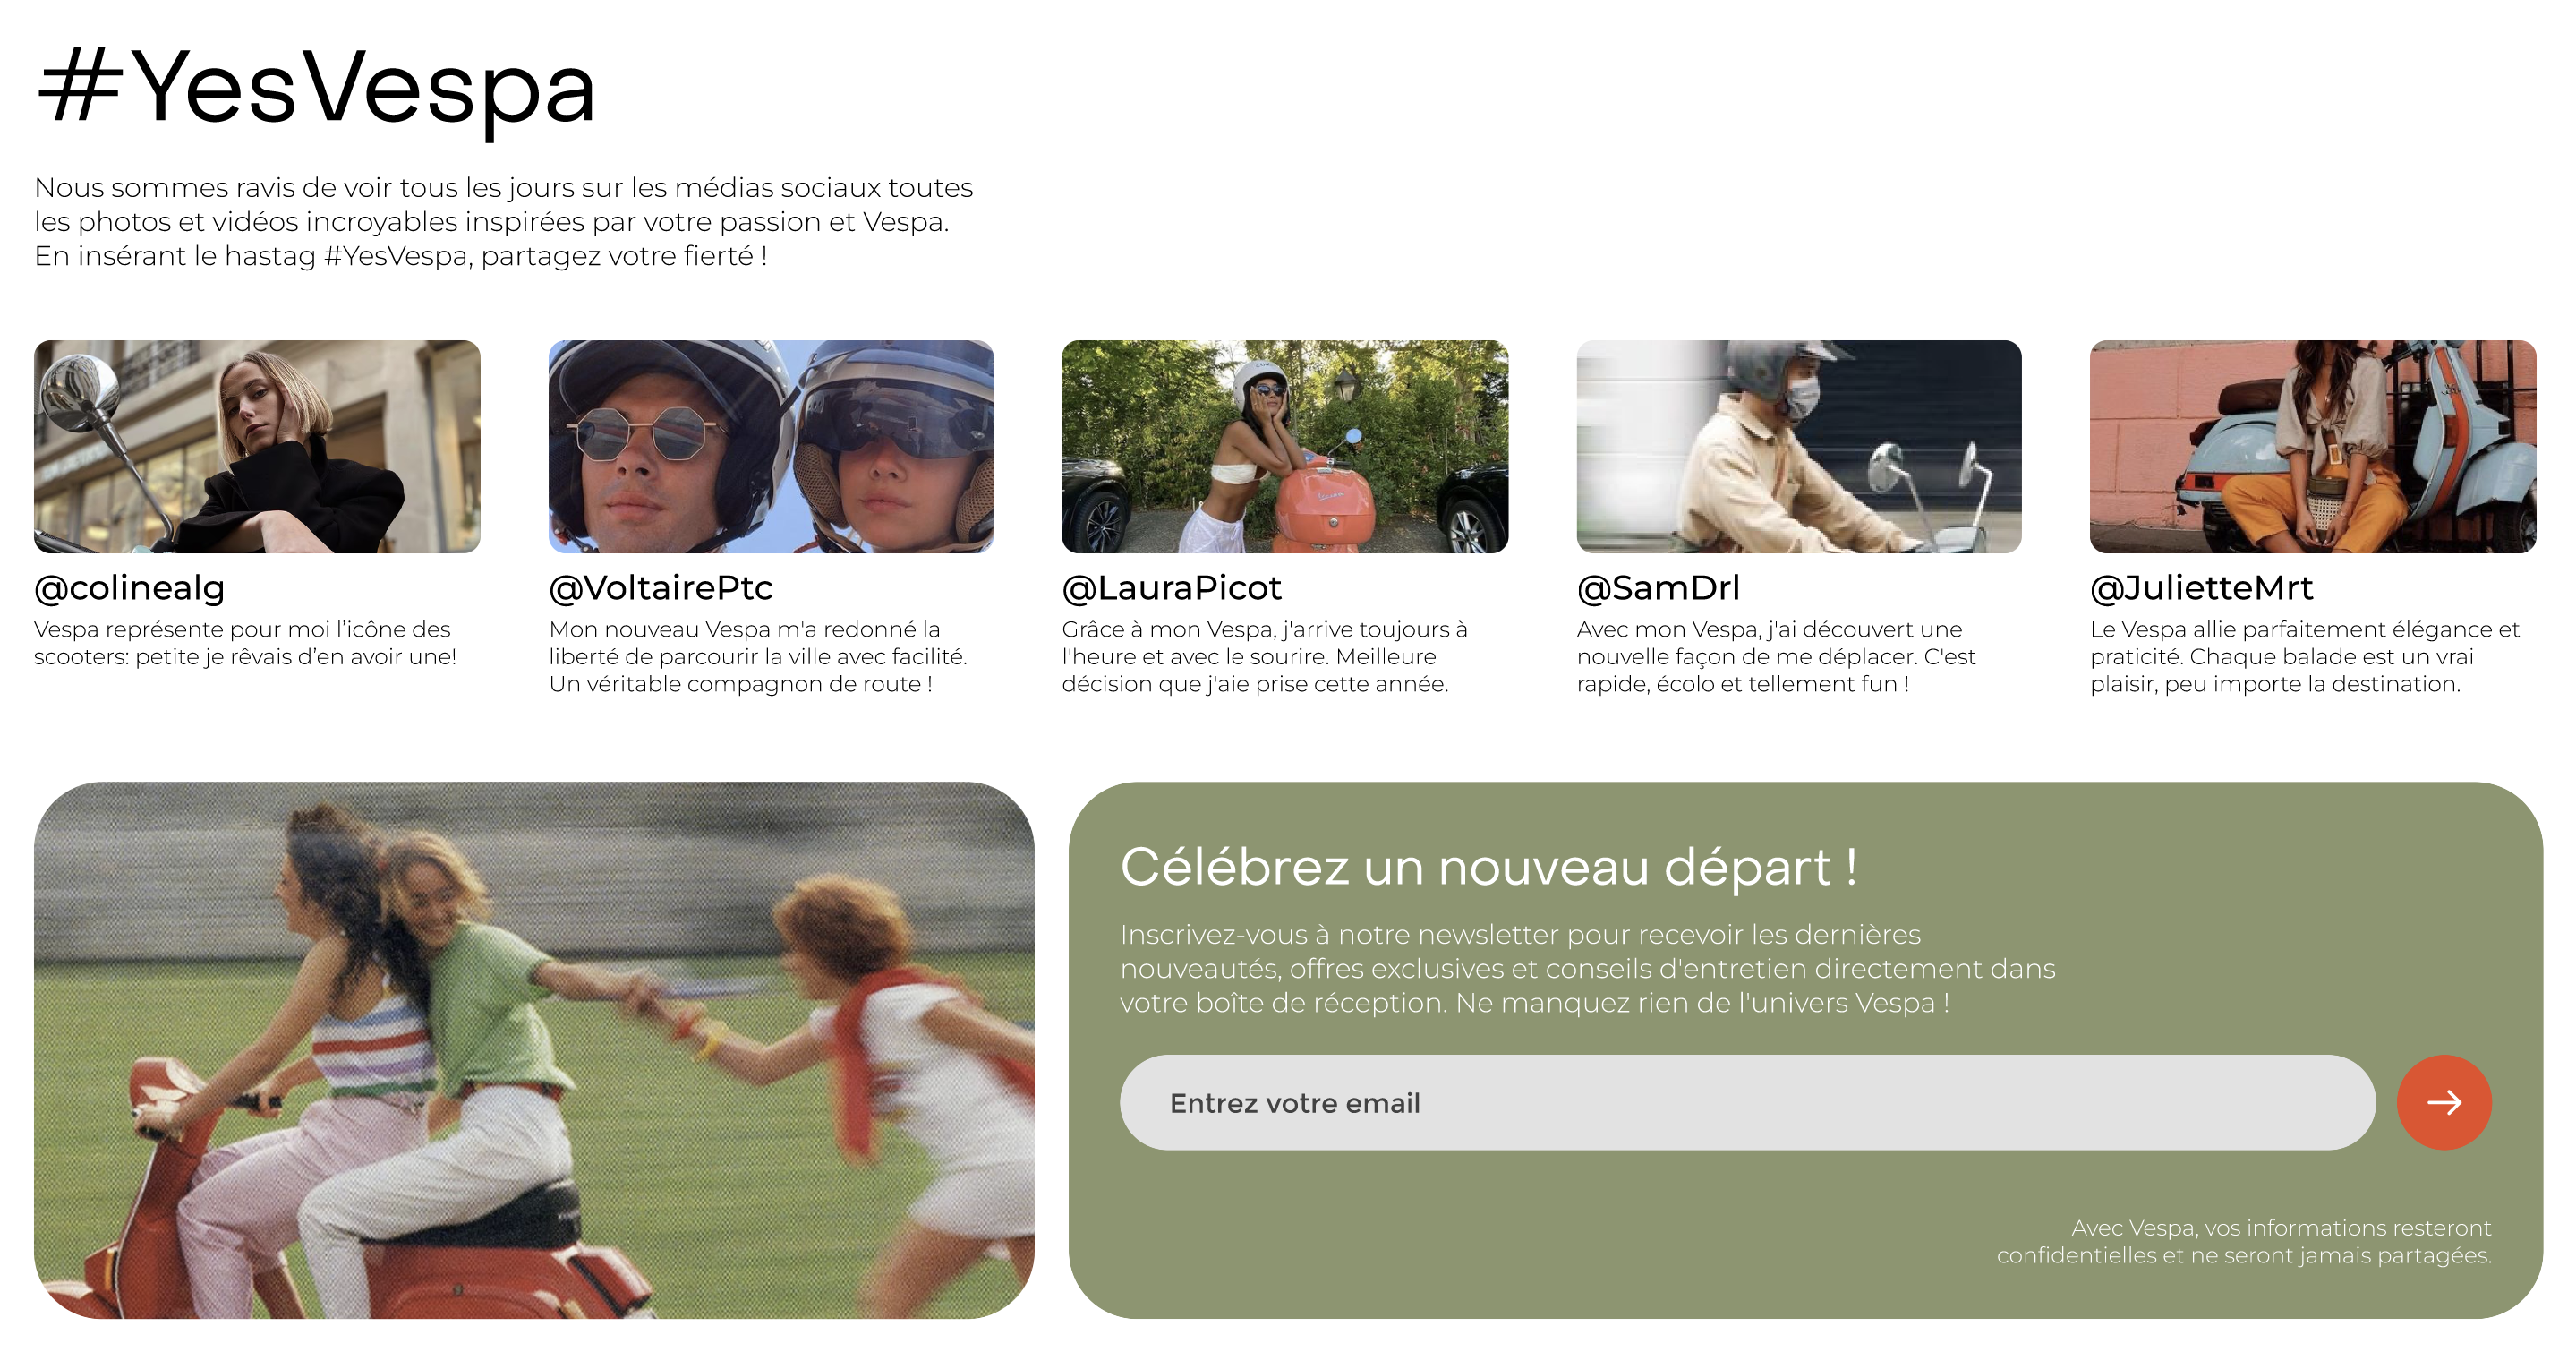 #YesVespa
Nous sommes ravis de voir tous les jours sur les médias sociaux toutes
les photos et vidéos incroyables inspirées par votre passion et Vespa.
En insérant le hastag #YesVespa, partagez votre fierté !
@colinealg
Vespa représente pour moi l’icône des
scooters: petite je rêvais d’en avoir une!
@VoltairePtc
Mon nouveau Vespa m'a redonné la
liberté de parcourir la ville avec facilité.
Un véritable compagnon de route !
@LauraPicot
Grâce à mon Vespa, j'arrive toujours à
l'heure et avec le sourire. Meilleure
décision que j'aie prise cette année.
@SamDrl
Avec mon Vespa, j'ai découvert une
nouvelle façon de me déplacer. C'est
rapide, écolo et tellement fun !
@JulietteMrt
Le Vespa allie parfaitement élégance et
praticité. Chaque balade est un vrai
plaisir, peu importe la destination.
Célébrez un nouveau départ !
Inscrivez-vous à notre newsletter pour recevoir les dernières
nouveautés, offres exclusives et conseils d'entretien directement dans
votre boîte de réception. Ne manquez rien de l'univers Vespa !
Entrez votre email
Avec Vespa, vos informations resteront
confidentielles et ne seront jamais partagées.